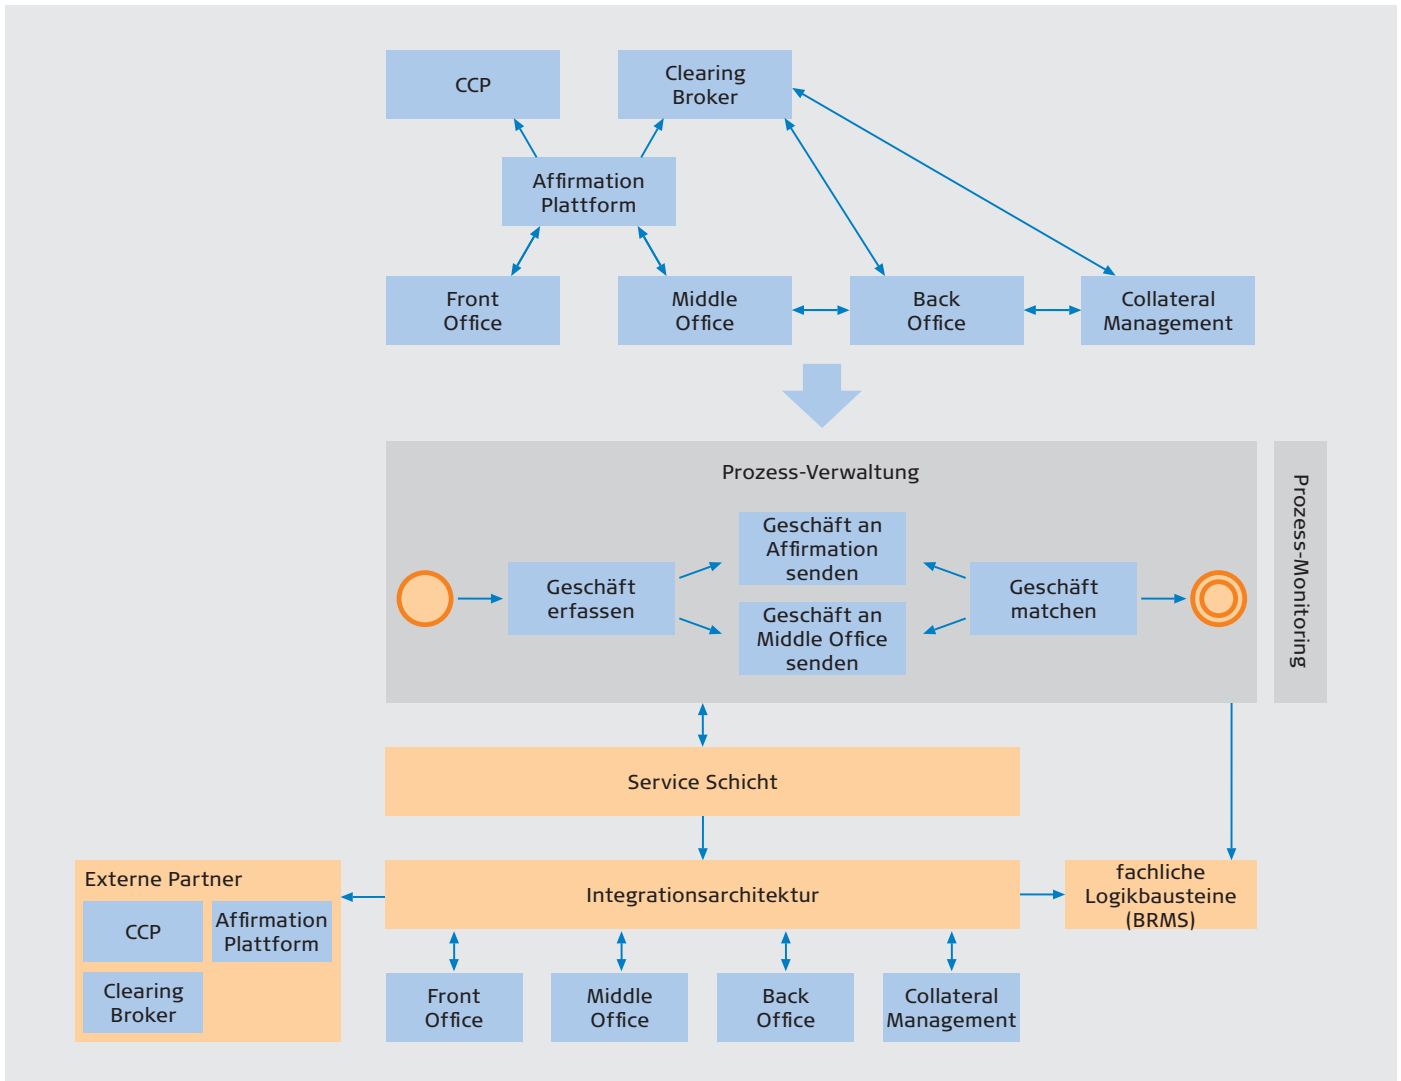 CCP
Clearing
Broker
Affirmation
Plattform
Front
Office
Middle
Office
Back
Office
Collateral
Management
Prozess-Verwaltung
Prozess-Monitoring
Geschäft
erfassen
Geschäft an
Affirmation
senden
Geschäft an
Middle Office
senden
Geschäft
matchen
Service Schicht
Externe Partner
CCP
Affirmation
Plattform
Clearing
Broker
Integrationsarchitektur
fachliche
Logikbausteine
(BRMS)
Front
Office
Middle
Office
Back
Office
Collateral
Management